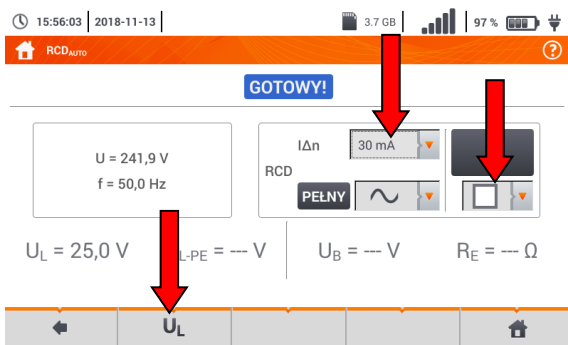 15:56:03 2018-11-13 3.7 GB 97 %
RCDAUTO ?
GOTOWY!
U = 241,9 V
f = 50,0 Hz
IΔn 30 mA
RCD
PEŁNY
UL = 25,0 V L-PE = --- V UB = --- V RE = --- Ω
UL